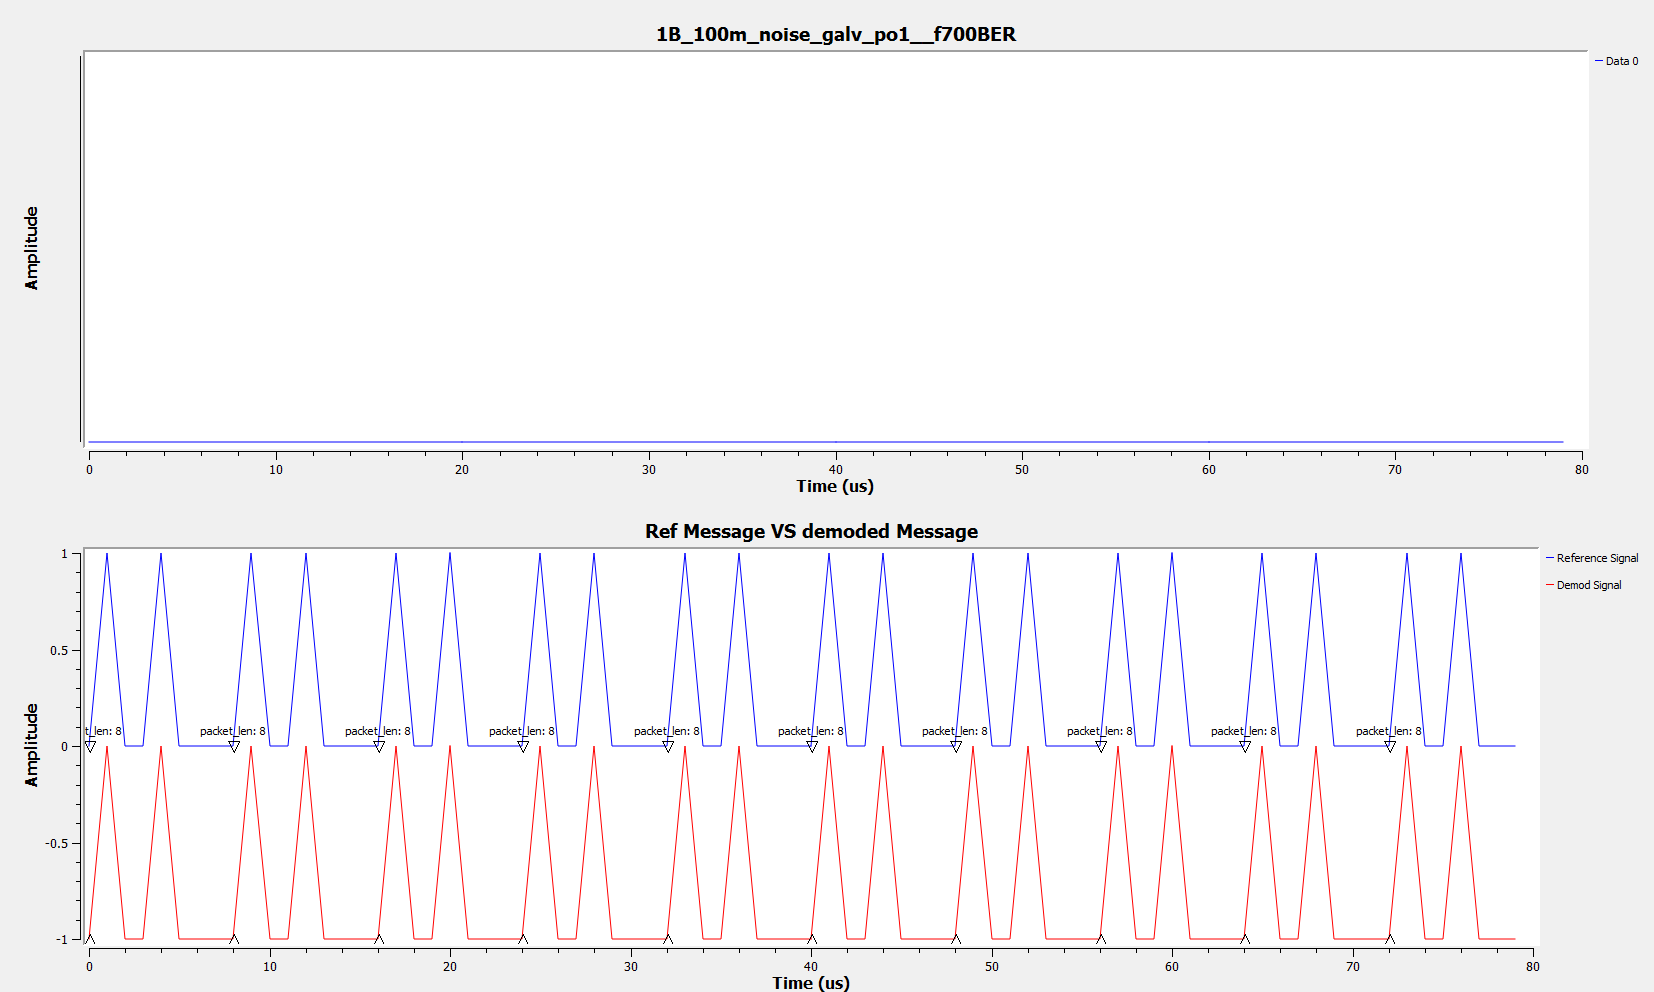 1B_100m_noise_galv_po1__f700BER
Data 0
Amplitude
0 10 20 30 40 50 60 70 80
Time (us)
Ref Message VS demoded Message
Reference Signal
Demod Signal
1
0.5
t_len: 8 packet_len: 8 packet_len: 8 packet_len: 8 packet_len: 8 packet_len: 8 packet_len: 8 packet_len: 8 packet_len: 8 packet_len: 8
0
Amplitude
-0.5
-1
0 10 20 30 40 50 60 70 80
Time (us)